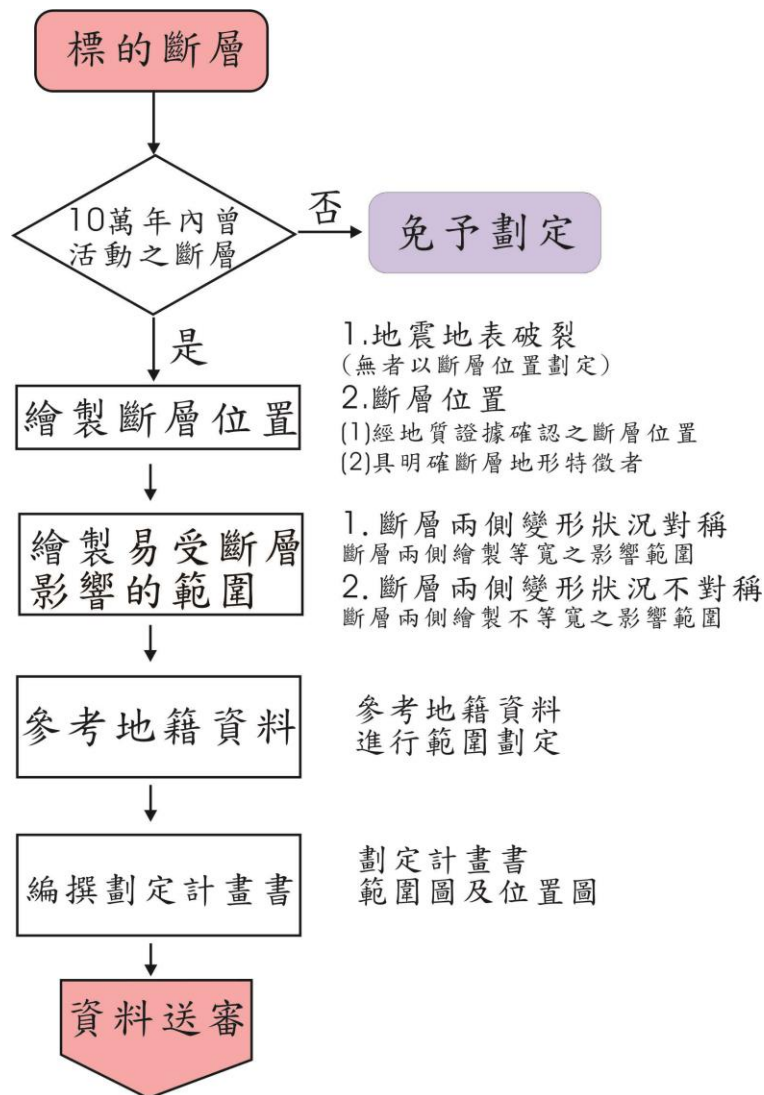 標的斷層
10萬年內曾
活動之斷層
否
免予劃定
是
繪製斷層位置
1.地震地表破裂
(無者以斷層位置劃定)
2.斷層位置
(1)經地質證據確認之斷層位置
(2)具明確斷層地形特徵者
繪製易受斷層
影響的範圍
1.斷層兩側變形狀況對稱
斷層兩側繪製等寬之影響範圍
2.斷層兩側變形狀況不對稱
斷層兩側繪製不等寬之影響範圍
參考地籍資料
參考地籍資料
進行範圍劃定
編撰劃定計畫書
劃定計畫書
範圍圖及位置圖
資料送審